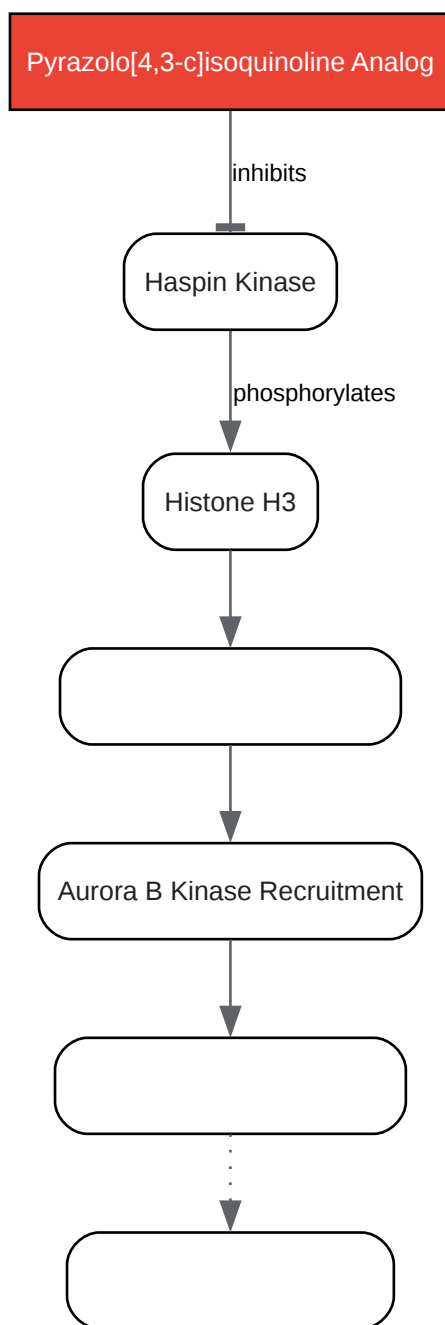 Pyrazolo[4,3-c]isoquinoline Analog
inhibits
Haspin Kinase
phosphorylates
Histone H3
Aurora B Kinase Recruitment